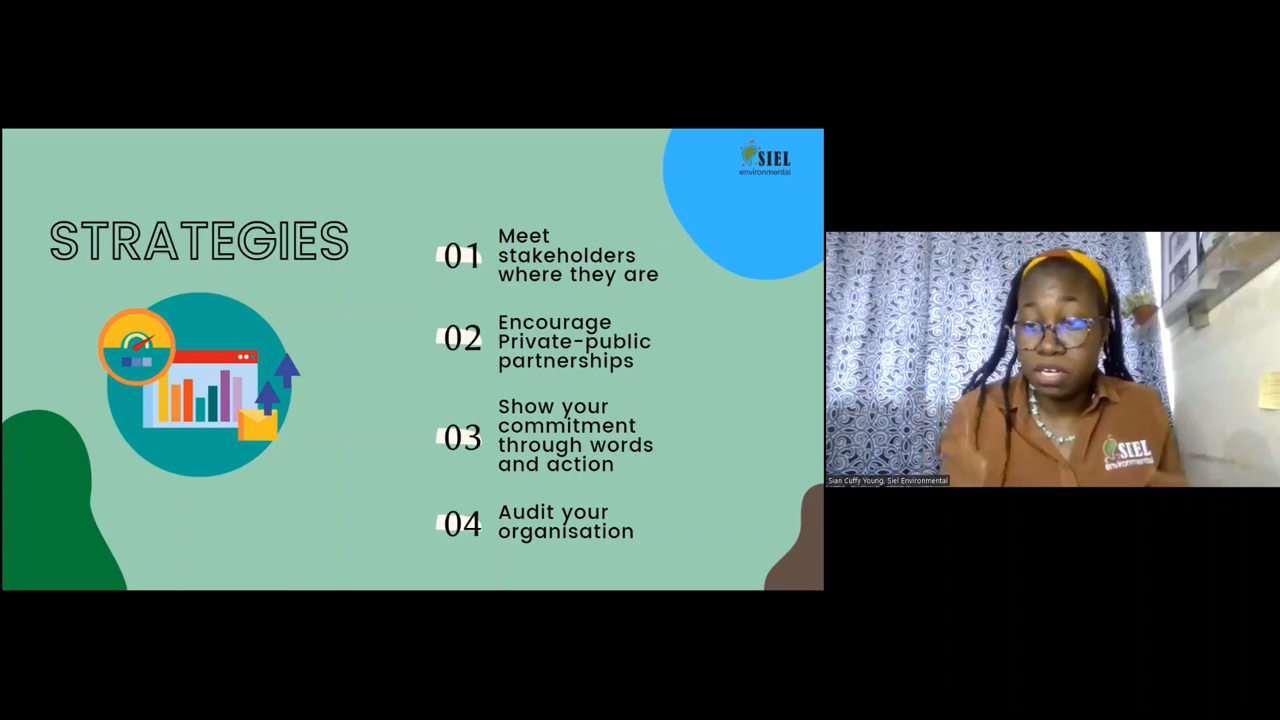 SIEL
environmental
STRATEGIES
01
Meet
stakeholders
where they are
02
Encourage
Private-public
partnerships
03
Show your
commitment
through words
and action
04
Audit your
organisation
SIEL
environmental
Sian Cuffy Young, Siel Environmental